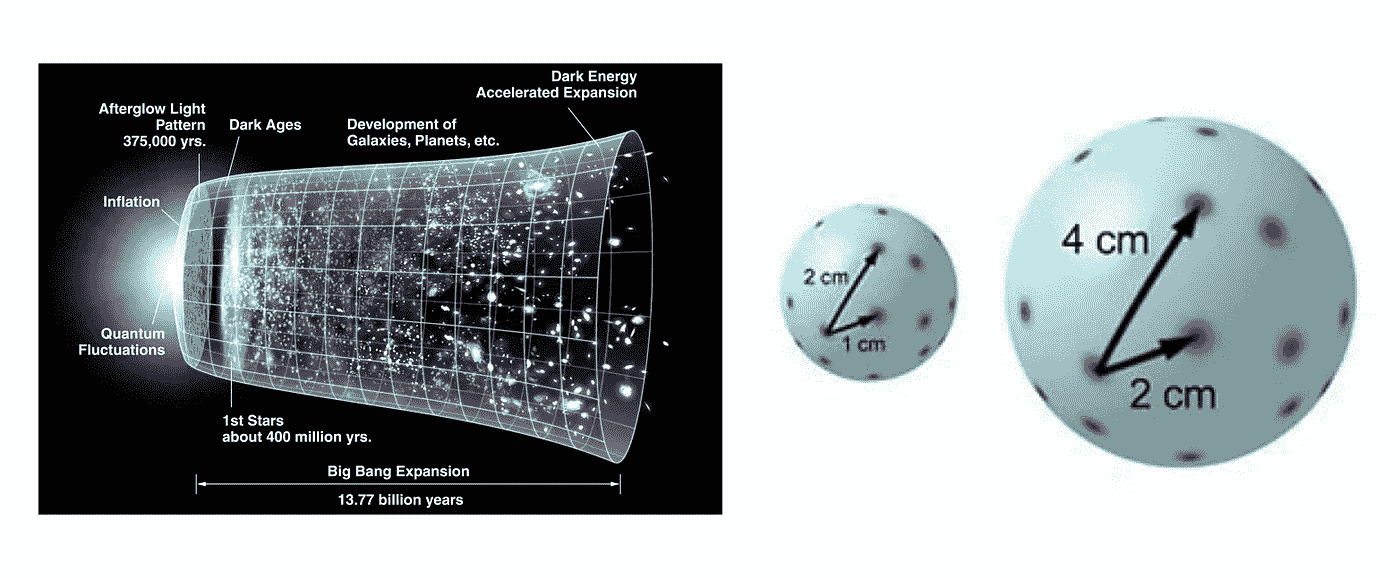 Dark Energy
Accelerated Expansion
Afterglow Light
Pattern
375,000 yrs.
Dark Ages
Development of
Galaxies, Planets, etc.
Inflation
Quantum
Fluctuations
1st Stars
about 400 million yrs.
Big Bang Expansion
13.77 billion years
2 cm
1 cm
4 cm
2 cm